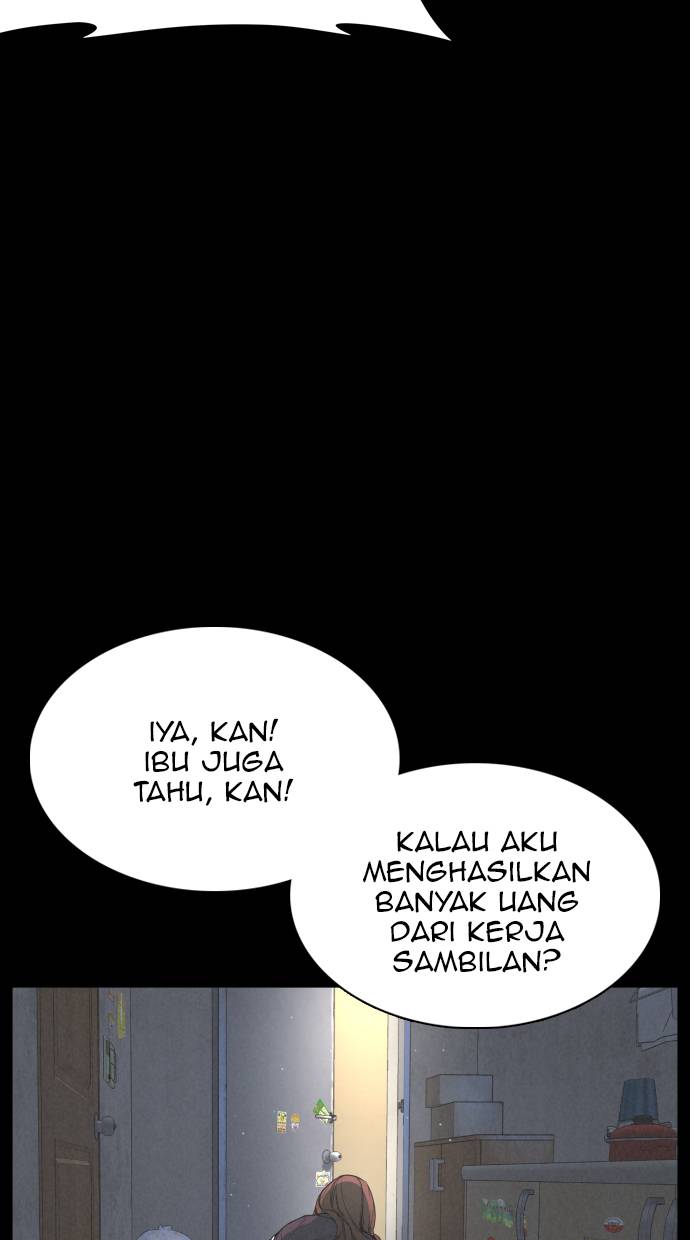 IYA, KAN!
IBU JUGA
TAHU, KAN!
KALAU AKU
MENGHASILKAN
BANYAK UANG
DARI KERJA
SAMBILAN?